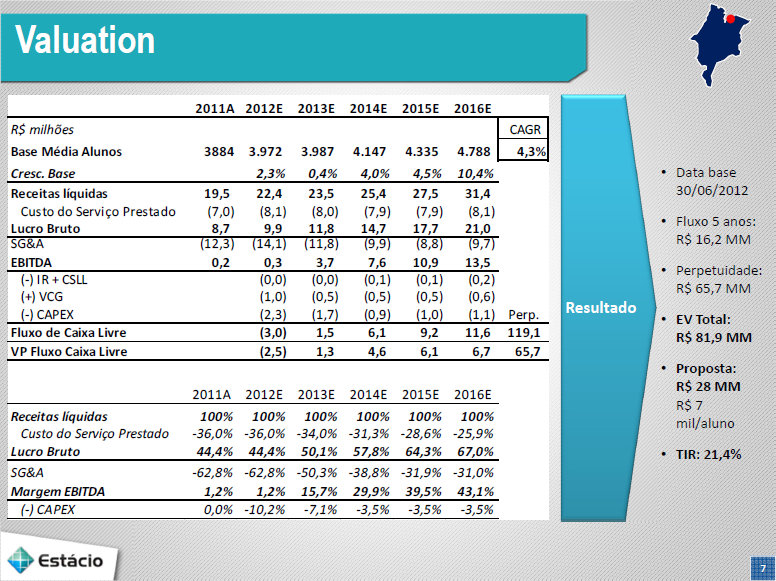 Valuation
2011A 2012E 2013E 2014E 2015E 2016E
R$ milhões CAGR
Base Média Alunos 3884 3.972 3.987 4.147 4.335 4.788 4,3%
Cresc. Base 2,3% 0,4% 4,0% 4,5% 10,4%
Receitas líquidas 19,5 22,4 23,5 25,4 27,5 31,4
Custo do Serviço Prestado (7,0) (8,1) (8,0) (7,9) (7,9) (8,1)
Lucro Bruto 8,7 9,9 11,8 14,7 17,7 21,0
SG&A (12,3) (14,1) (11,8) (9,9) (8,8) (9,7)
EBITDA 0,2 0,3 3,7 7,6 10,9 13,5
(-) IR + CSLL (0,0) (0,0) (0,1) (0,1) (0,2)
(+) VCG (1,0) (0,5) (0,5) (0,5) (0,6)
(-) CAPEX (2,3) (1,7) (0,9) (1,0) (1,1) Perp.
Fluxo de Caixa Livre (3,0) 1,5 6,1 9,2 11,6 119,1
VP Fluxo Caixa Livre (2,5) 1,3 4,6 6,1 6,7 65,7
2011A 2012E 2013E 2014E 2015E 2016E
Receitas líquidas 100% 100% 100% 100% 100% 100%
Custo do Serviço Prestado -36,0% -36,0% -34,0% -31,3% -28,6% -25,9%
Lucro Bruto 44,4% 44,4% 50,1% 57,8% 64,3% 67,0%
SG&A -62,8% -62,8% -50,3% -38,8% -31,9% -31,0%
Margem EBITDA 1,2% 1,2% 15,7% 29,9% 39,5% 43,1%
(-) CAPEX 0,0% -10,2% -7,1% -3,5% -3,5% -3,5%
Resultado
• Data base
30/06/2012
• Fluxo 5 anos:
R$ 16,2 MM
• Perpetuidade:
R$ 65,7 MM
• EV Total:
R$ 81,9 MM
• Proposta:
R$ 28 MM
R$ 7
mil/aluno
• TIR: 21,4%
Estácio
7